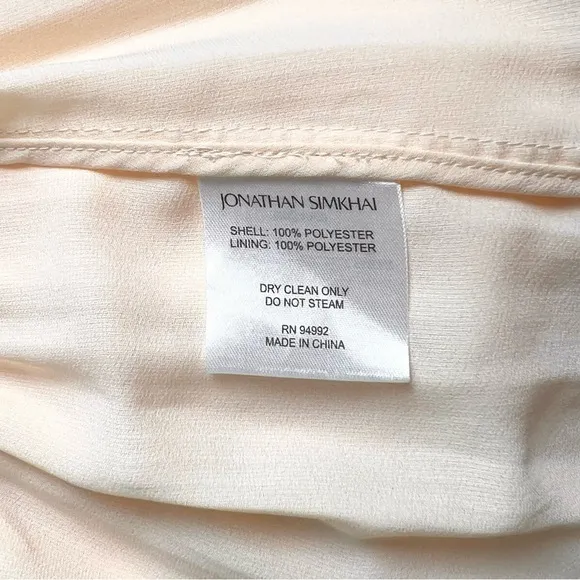 JONATHAN SIMKHAI
SHELL: 100% POLYESTER
LINING: 100% POLYESTER
DRY CLEAN ONLY
DO NOT STEAM
RN 94992
MADE IN CHINA